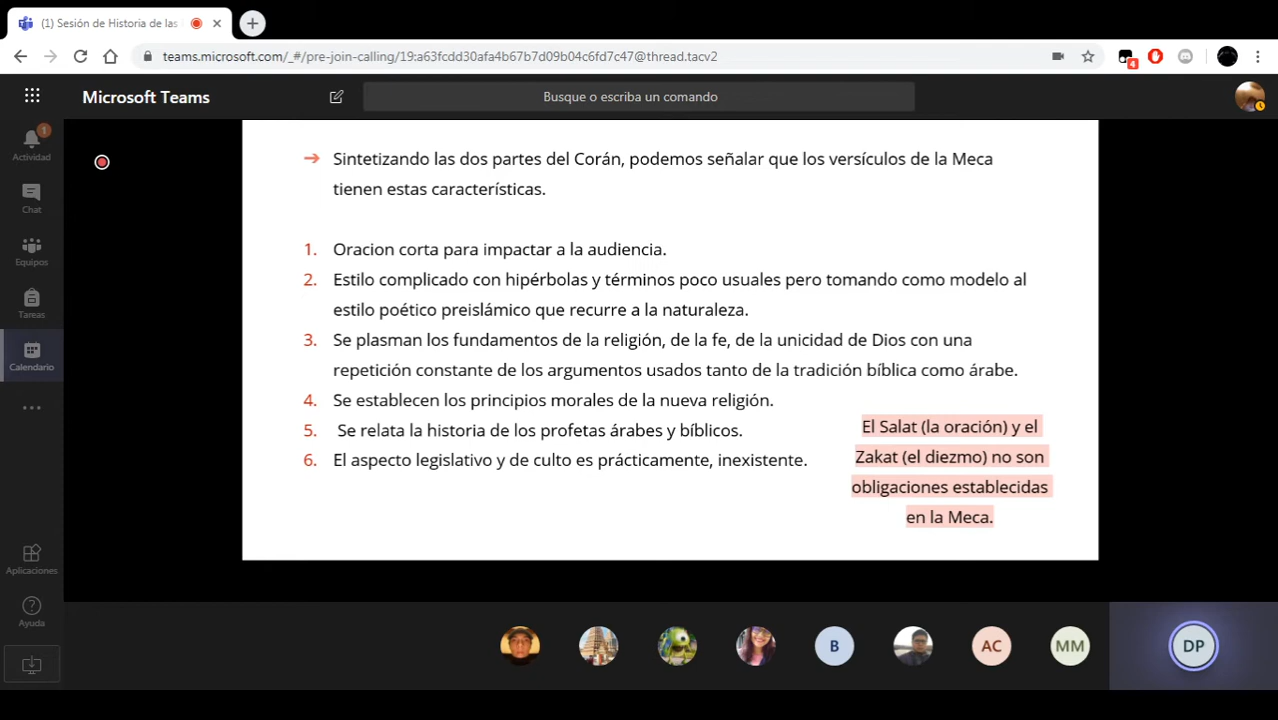 (1) Sesión de Historia de las
teams.microsoft.com/_#/pre-join-calling/19:a63fcdd30afa4b67b7d09b04c6fd7c47@thread.tacv2
4
Microsoft Teams
Busque o escriba un comando
1
Actividad
Chat
Equipos
Tareas
Calendario
Aplicaciones
Ayuda
➔ Sintetizando las dos partes del Corán, podemos señalar que los versículos de la Meca
tienen estas características.
1. Oracion corta para impactar a la audiencia.
2. Estilo complicado con hipérbolas y términos poco usuales pero tomando como modelo al
estilo poético preislámico que recurre a la naturaleza.
3. Se plasman los fundamentos de la religión, de la fe, de la unicidad de Dios con una
repetición constante de los argumentos usados tanto de la tradición bíblica como árabe.
4. Se establecen los principios morales de la nueva religión.
5. Se relata la historia de los profetas árabes y bíblicos.
6. El aspecto legislativo y de culto es prácticamente, inexistente.
El Salat (la oración) y el
Zakat (el diezmo) no son
obligaciones establecidas
en la Meca.
B
AC
MM
DP